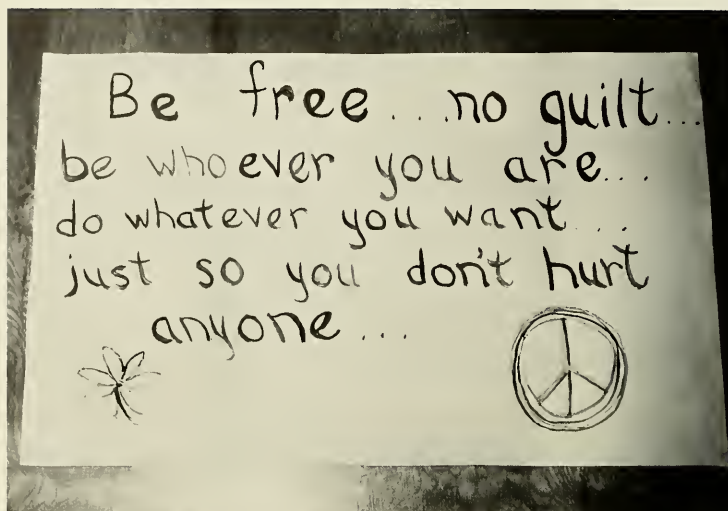 Be free... no guilt...
be whoever you are...
do whatever you want...
just so you don't hurt
anyone...